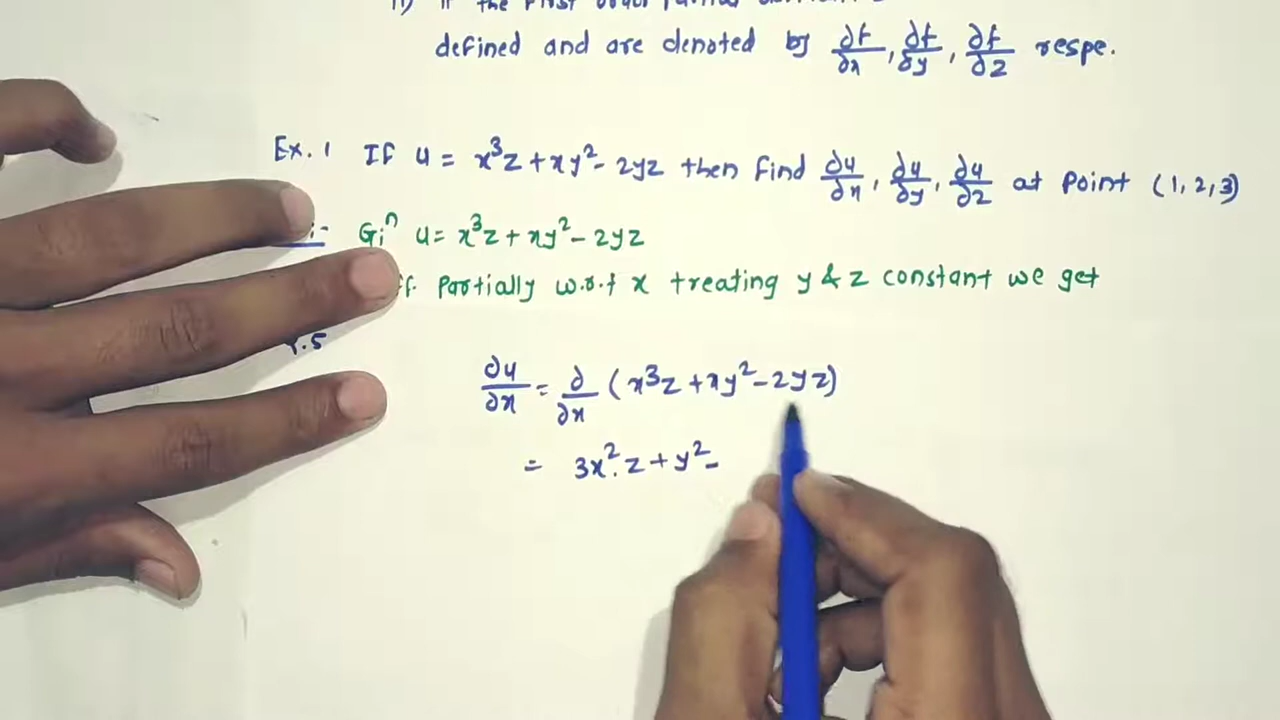 defined and are denoted by ∂f/∂x, ∂f/∂y, ∂f/∂z respe.
Ex. 1 If u = x³z + xy² - 2yz then find ∂u/∂x, ∂u/∂y, ∂u/∂z at point (1, 2, 3)
Giⁿ u = x³z + xy² - 2yz
Partially w.r.t x treating y & z constant we get
∂u/∂x = ∂/∂x (x³z + xy² - 2yz)
= 3x².z + y² -